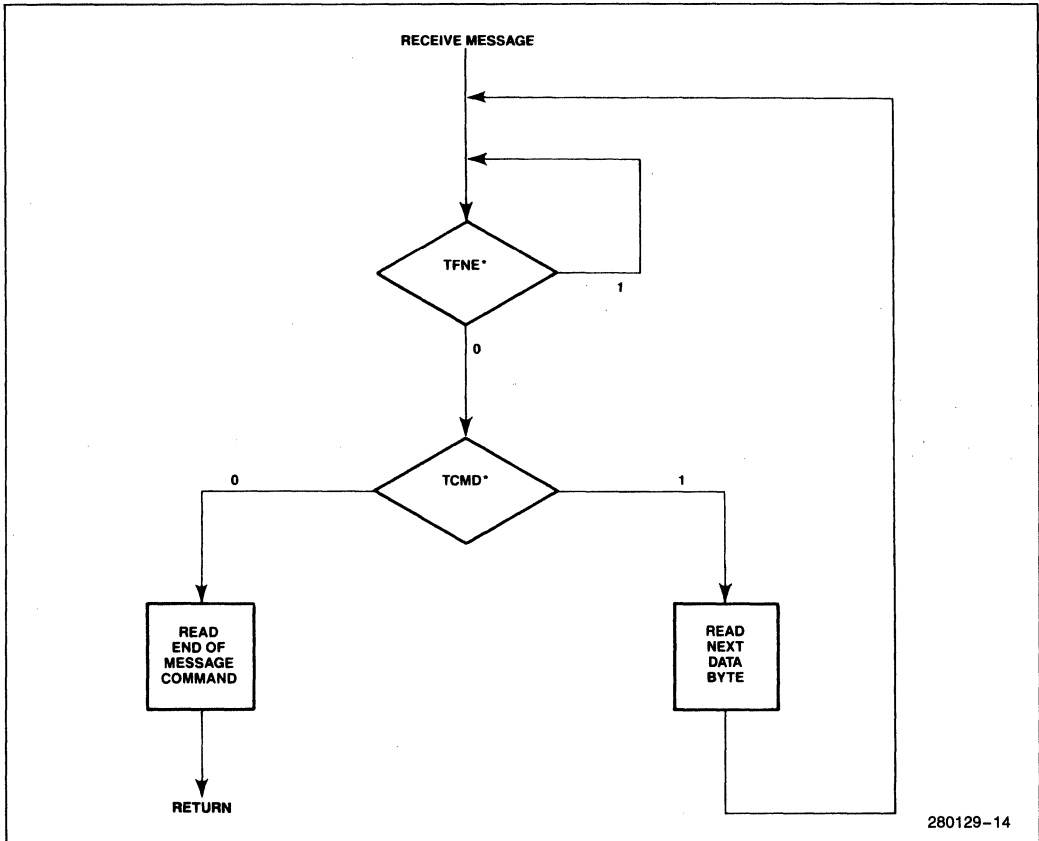 RECEIVE MESSAGE
TFNE*
1
0
TCMD*
0
1
READ
END OF
MESSAGE
COMMAND
READ
NEXT
DATA
BYTE
RETURN
280129-14